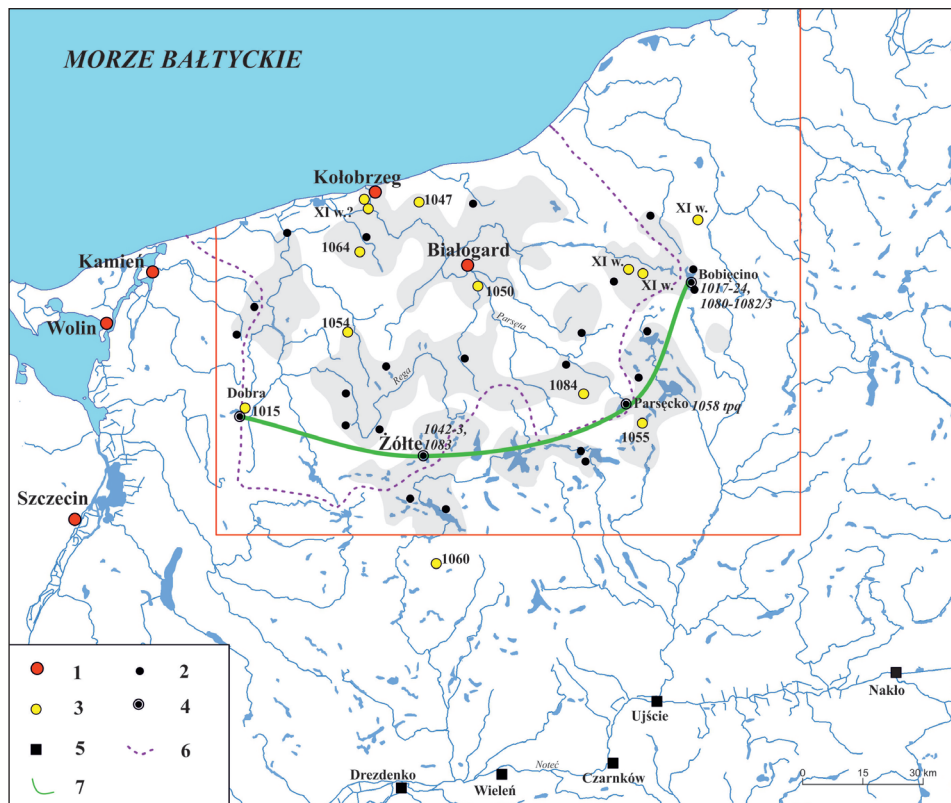 MORZE BAŁTYCKIE
Kołobrzeg
1047
XI w.?
1064
XI w.
Białogard
Kamień
XI w.
XI w.
Bobięcino
1017-24,
1080-1082/3
1050
Wolin
Parsęta
1054
Rega
Dobra
1015
1084
Parsęcko
1058 tpq
1042-3,
1083
Żółte
1055
Szczecin
1060
1
2
3
4
5
6
7
Nakło
Ujście
Noteć
Czarnków
Drezdenko
Wieleń
0
15
30 km